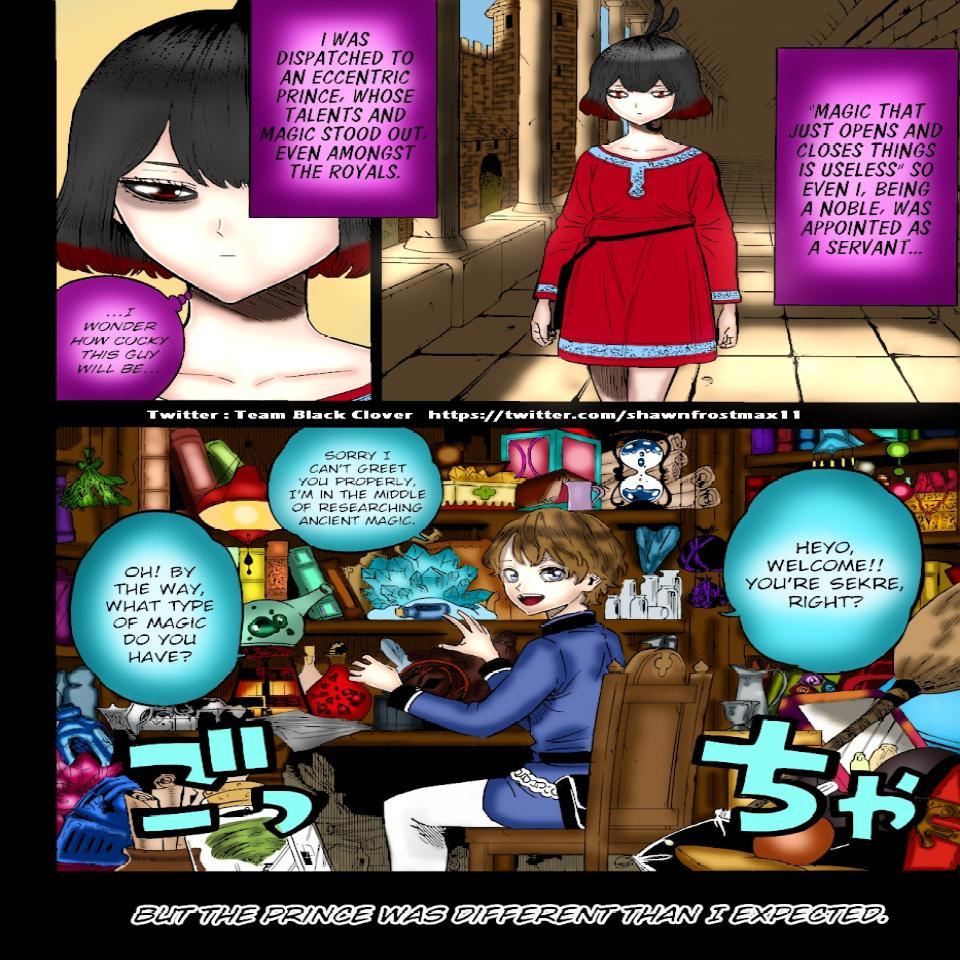 "MAGIC THAT
JUST OPENS AND
CLOSES THINGS
IS USELESS" SO
EVEN I, BEING
A NOBLE, WAS
APPOINTED AS
A SERVANT...
I WAS
DISPATCHED TO
AN ECCENTRIC
PRINCE, WHOSE
TALENTS AND
MAGIC STOOD OUT,
EVEN AMONGST
THE ROYALS.
...I
WONDER
HOW COCKY
THIS GUY
WILL BE...
Twitter : Team Black Clover https://twitter.com/shawnfrostmax11
HEYO,
WELCOME!!
YOU'RE SEKRE,
RIGHT?
SORRY I
CAN'T GREET
YOU PROPERLY,
I'M IN THE MIDDLE
OF RESEARCHING
ANCIENT MAGIC.
OH! BY
THE WAY,
WHAT TYPE
OF MAGIC
DO YOU
HAVE?
ごっちゃ
BUT THE PRINCE WAS DIFFERENT THAN I EXPECTED.